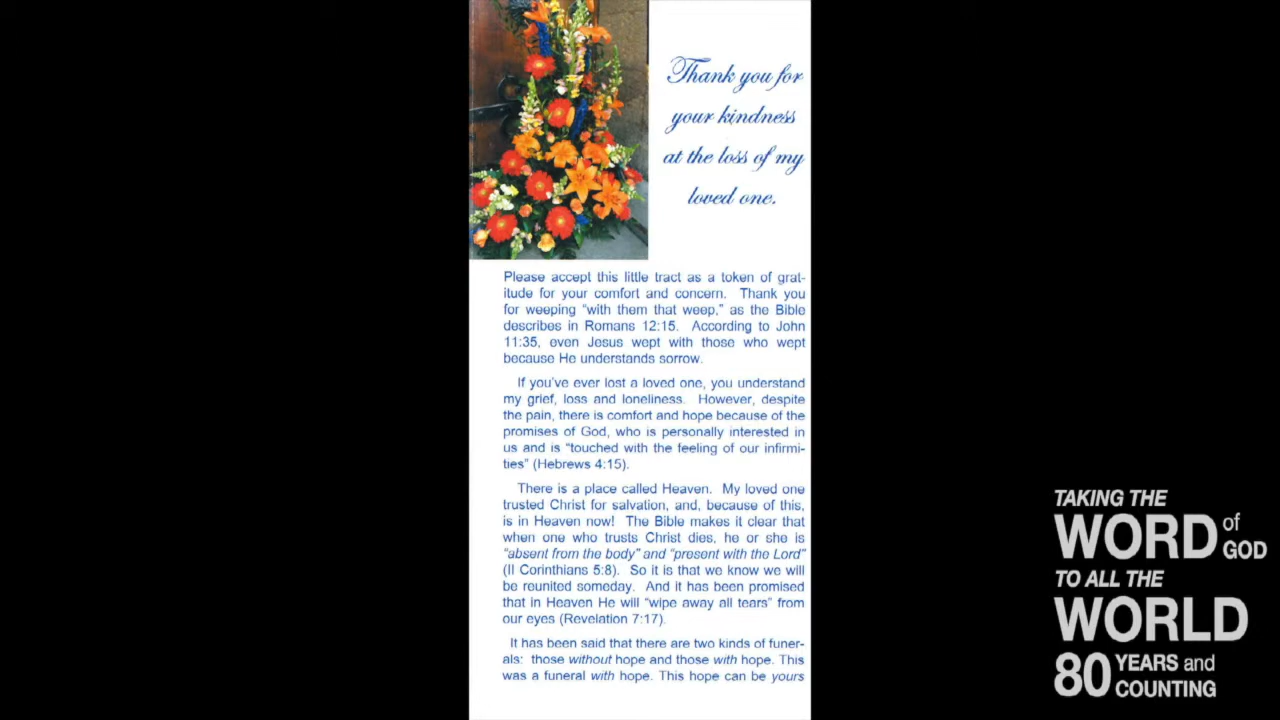 Thank you for
your kindness
at the loss of my
loved one.
Please accept this little tract as a token of grat-
itude for your comfort and concern. Thank you
for weeping “with them that weep,” as the Bible
describes in Romans 12:15. According to John
11:35, even Jesus wept with those who wept
because He understands sorrow.
If you’ve ever lost a loved one, you understand
my grief, loss and loneliness. However, despite
the pain, there is comfort and hope because of the
promises of God, who is personally interested in
us and is “touched with the feeling of our infirmi-
ties” (Hebrews 4:15).
There is a place called Heaven. My loved one
trusted Christ for salvation, and, because of this,
is in Heaven now! The Bible makes it clear that
when one who trusts Christ dies, he or she is
“absent from the body” and “present with the Lord”
(II Corinthians 5:8). So it is that we know we will
be reunited someday. And it has been promised
that in Heaven He will “wipe away all tears” from
our eyes (Revelation 7:17).
It has been said that there are two kinds of funer-
als: those without hope and those with hope. This
was a funeral with hope. This hope can be yours
TAKING THE
WORD of GOD
TO ALL THE
WORLD
80 YEARS and
COUNTING